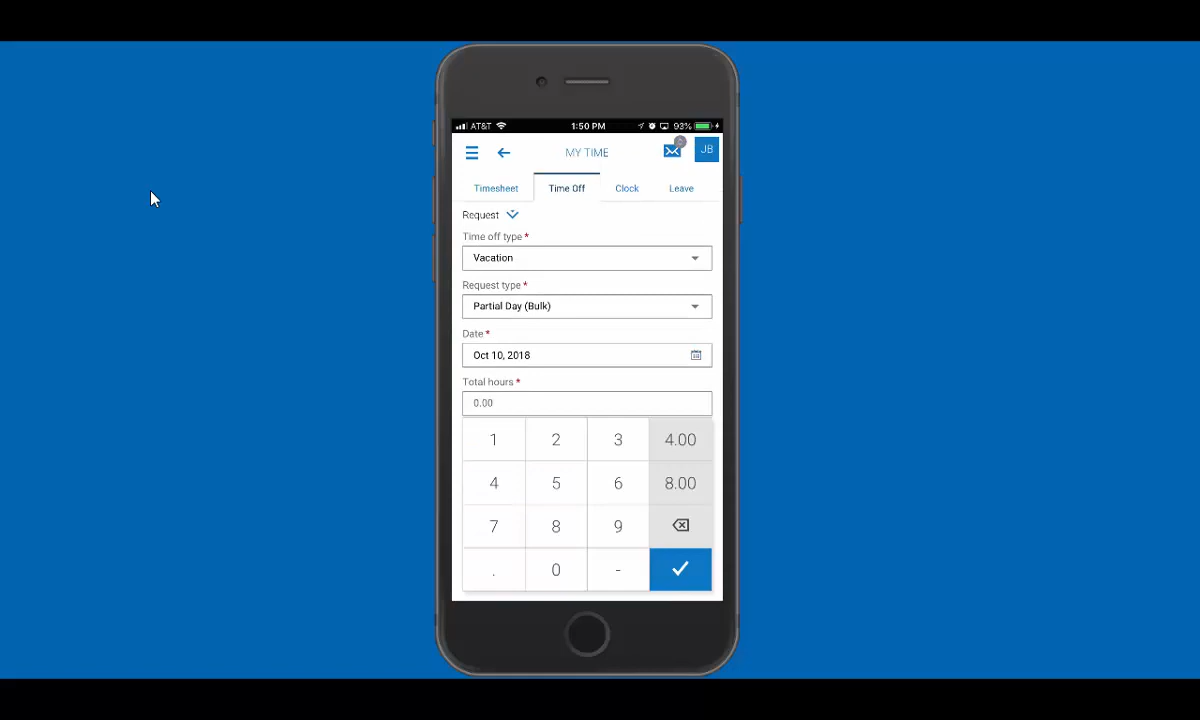 AT&T 1:50 PM 93%
MY TIME JB
Timesheet Time Off Clock Leave
Request
Time off type *
Vacation
Request type *
Partial Day (Bulk)
Date *
Oct 10, 2018
Total hours *
0.00
1 2 3 4.00
4 5 6 8.00
7 8 9
. 0 -